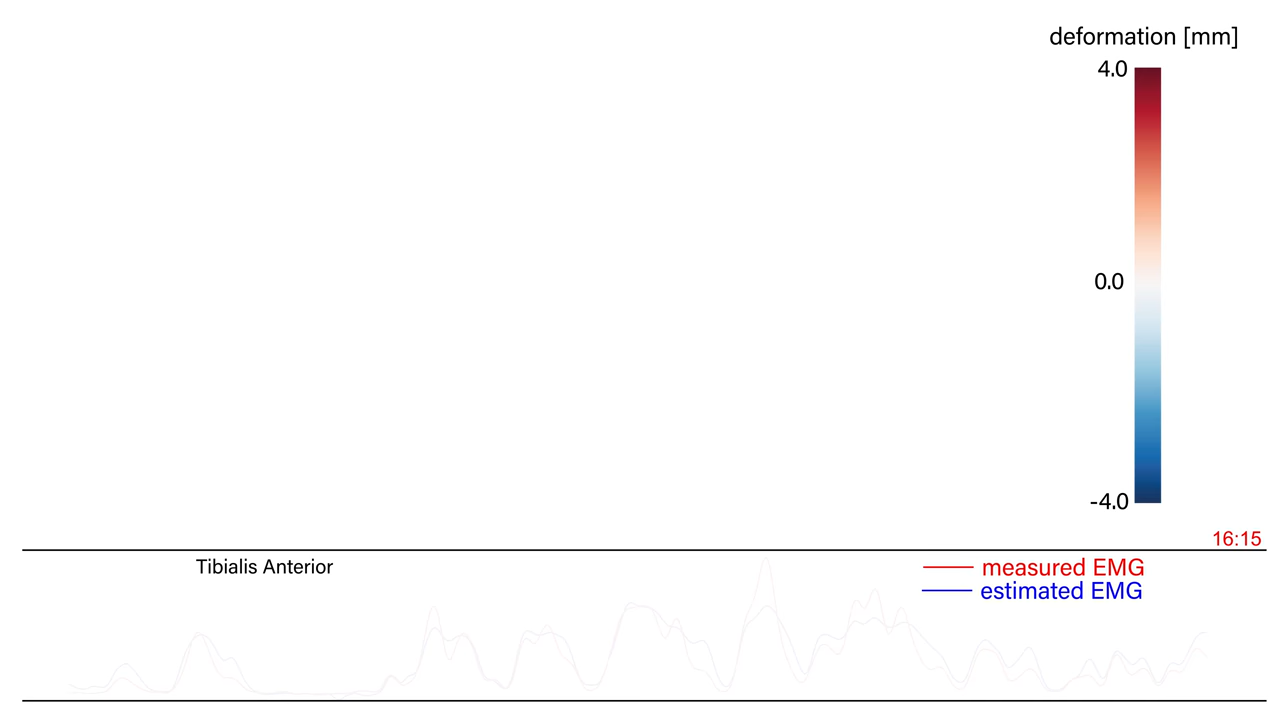 deformation [mm]
4.0
0.0
-4.0
16:15
Tibialis Anterior
measured EMG
estimated EMG